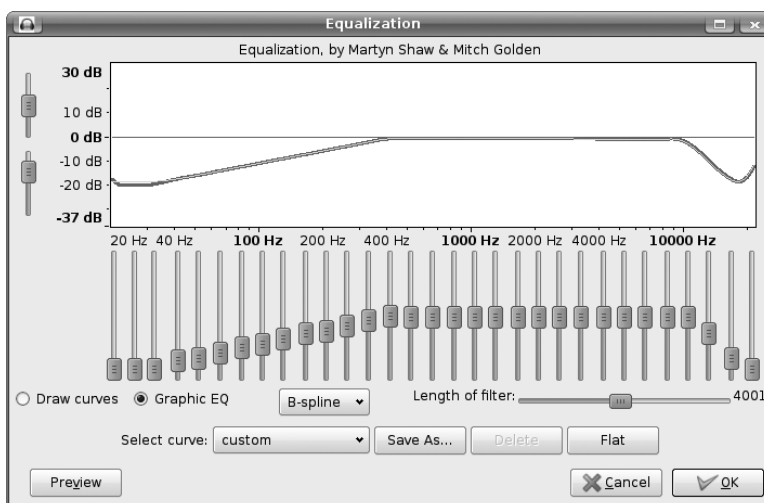 Equalization
Equalization, by Martyn Shaw & Mitch Golden
30 dB
10 dB
0 dB
-10 dB
-20 dB
-37 dB
20 Hz 40 Hz 100 Hz 200 Hz 400 Hz 1000 Hz 2000 Hz 4000 Hz 10000 Hz
Draw curves Graphic EQ B-spline Length of filter: 4001
Select curve: custom Save As... Delete Flat
Preview Cancel OK